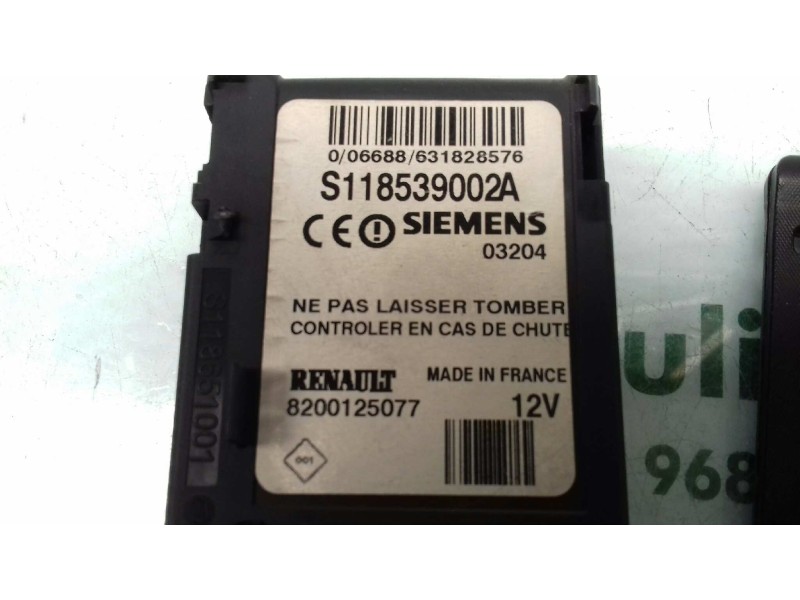 0/06688/631828576
S118539002A
CE SIEMENS
03204
NE PAS LAISSER TOMBER
CONTROLER EN CAS DE CHUTE
RENAULT MADE IN FRANCE
8200125077 12V
001
S118551001
uli
968